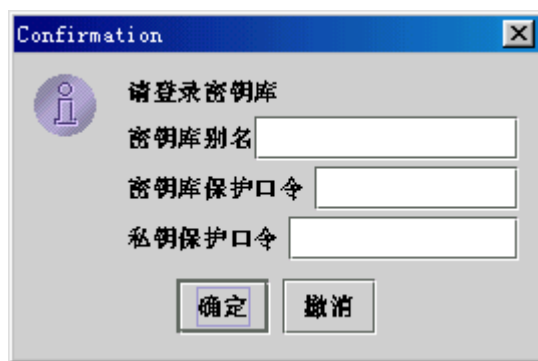 Confirmation
请登录密钥库
密钥库别名
密钥库保护口令
私钥保护口令
确定 撤消